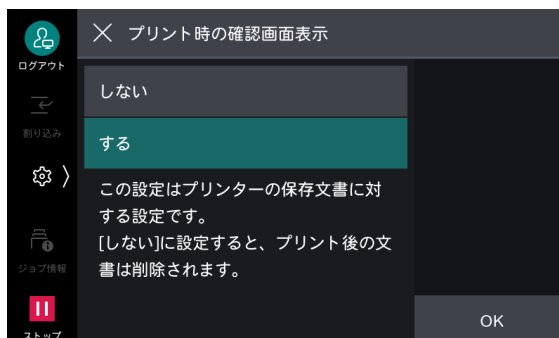 プリント時の確認画面表示
ログアウト
しない
割り込み
する
この設定はプリンターの保存文書に対
する設定です。
[しない]に設定すると、プリント後の文
書は削除されます。
ジョブ情報
ストップ
OK